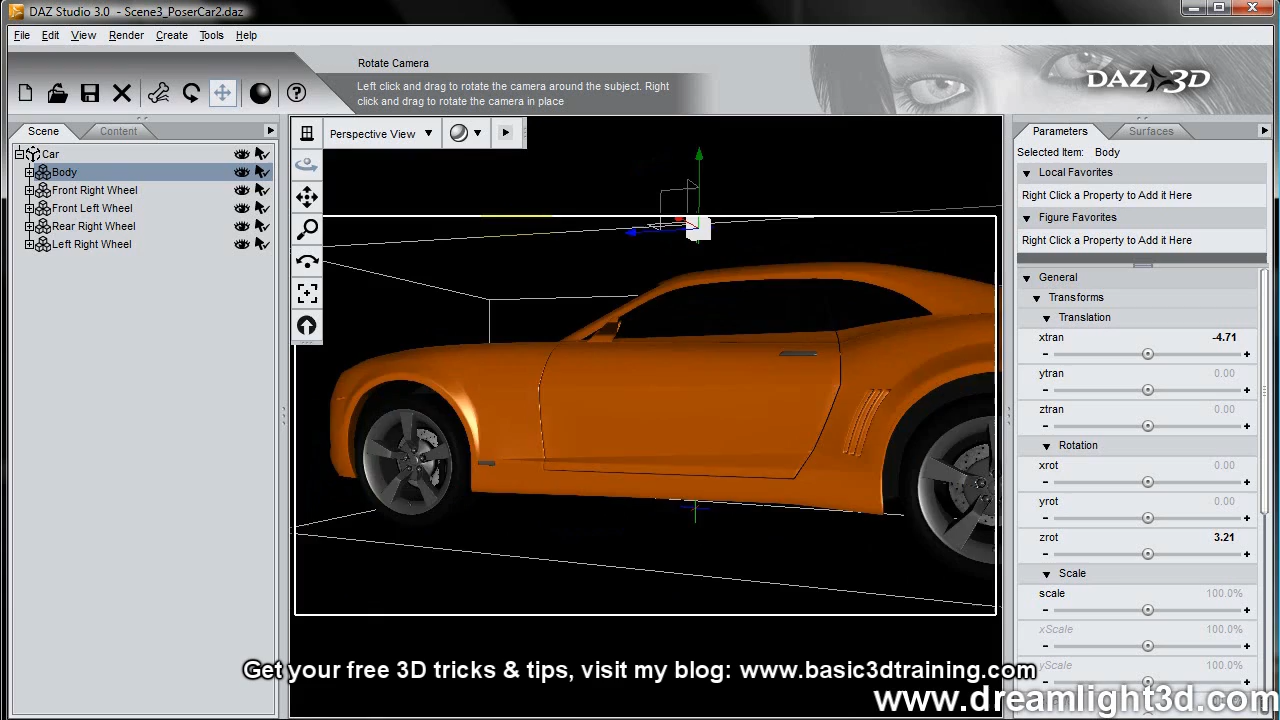 DAZ Studio 3.0 - Scene3_PoserCar2.daz
File Edit View Render Create Tools Help
Rotate Camera
Left click and drag to rotate the camera around the subject. Right
click and drag to rotate the camera in place
DAZ 3D
Scene Content
Perspective View
Parameters Surfaces
Car
Body
Front Right Wheel
Front Left Wheel
Rear Right Wheel
Left Right Wheel
Selected Item: Body
Local Favorites
Right Click a Property to Add it Here
Figure Favorites
Right Click a Property to Add it Here
General
Transforms
Translation
xtran -4.71
ytran 0.00
ztran 0.00
Rotation
xrot 0.00
yrot 0.00
zrot 3.21
Scale
scale 100.0%
xScale 100.0%
yScale 100.0%
Get your free 3D tricks & tips, visit my blog: www.basic3dtraining.com
www.dreamlight3d.com